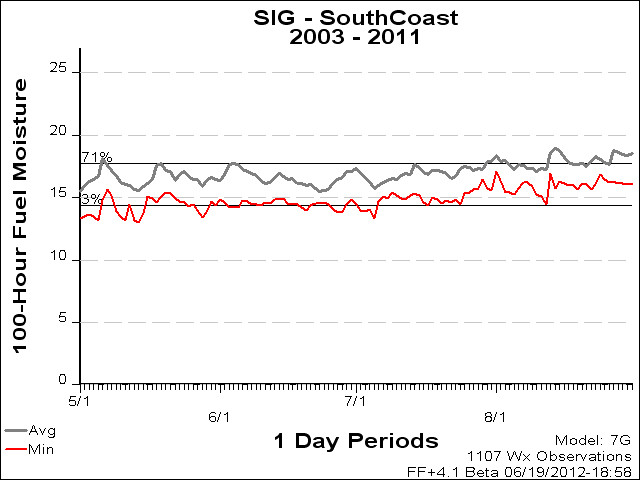 SIG - SouthCoast
2003 - 2011
100-Hour Fuel Moisture
25
20
71%
15
3%
10
5
0
5/1
6/1
7/1
8/1
Avg
Min
1 Day Periods
Model: 7G
1107 Wx Observations
FF+4.1 Beta 06/19/2012-18:58